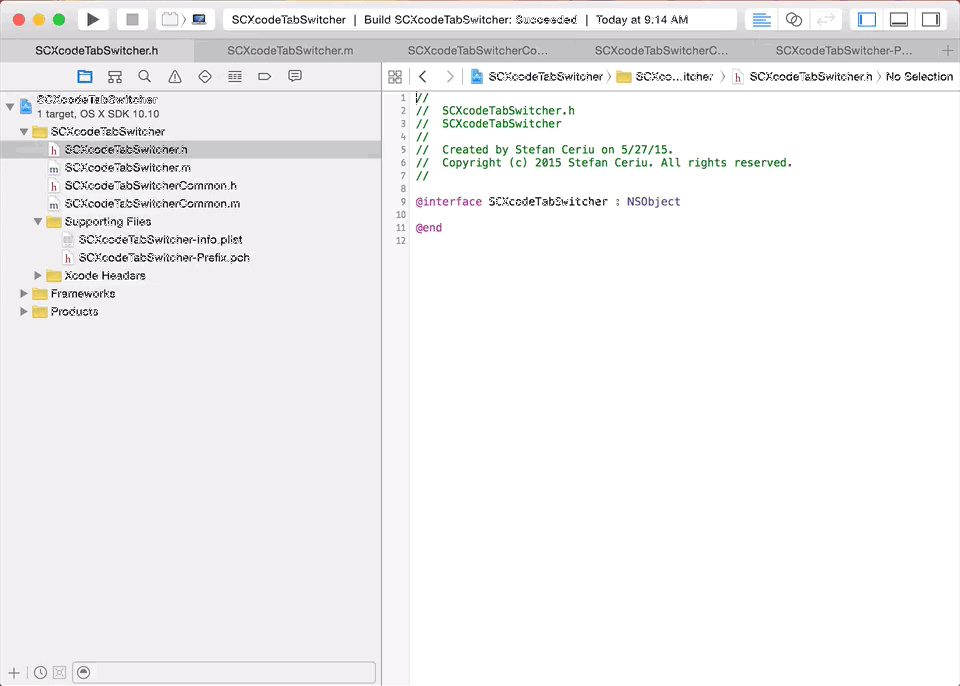 SCXcodeTabSwitcher | Build SCXcodeTabSwitcher: Succeeded | Today at 9:14 AM
SCXcodeTabSwitcher.h SCXcodeTabSwitcher.m SCXcodeTabSwitcherCo... SCXcodeTabSwitcherC... SCXcodeTabSwitcher-P...
SCXcodeTabSwitcher SCXco...itcher h SCXcodeTabSwitcher.h No Selection
SCXcodeTabSwitcher
1 target, OS X SDK 10.10
SCXcodeTabSwitcher
h SCXcodeTabSwitcher.h
m SCXcodeTabSwitcher.m
h SCXcodeTabSwitcherCommon.h
m SCXcodeTabSwitcherCommon.m
Supporting Files
SCXcodeTabSwitcher-Info.plist
h SCXcodeTabSwitcher-Prefix.pch
Xcode Headers
Frameworks
Products
1 //
2 // SCXcodeTabSwitcher.h
3 // SCXcodeTabSwitcher
4 //
5 // Created by Stefan Ceriu on 5/27/15.
6 // Copyright (c) 2015 Stefan Ceriu. All rights reserved.
7 //
8
9 @interface SCXcodeTabSwitcher : NSObject
10
11 @end
12